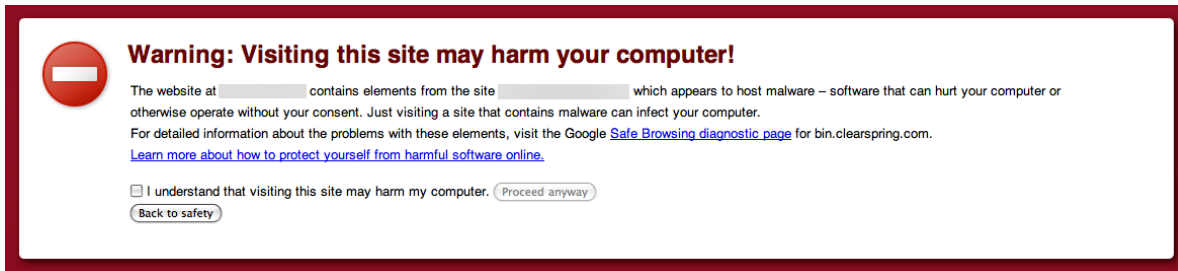 Warning: Visiting this site may harm your computer!
The website at contains elements from the site which appears to host malware – software that can hurt your computer or
otherwise operate without your consent. Just visiting a site that contains malware can infect your computer.
For detailed information about the problems with these elements, visit the Google Safe Browsing diagnostic page for bin.clearspring.com.
Learn more about how to protect yourself from harmful software online.
I understand that visiting this site may harm my computer. Proceed anyway
Back to safety